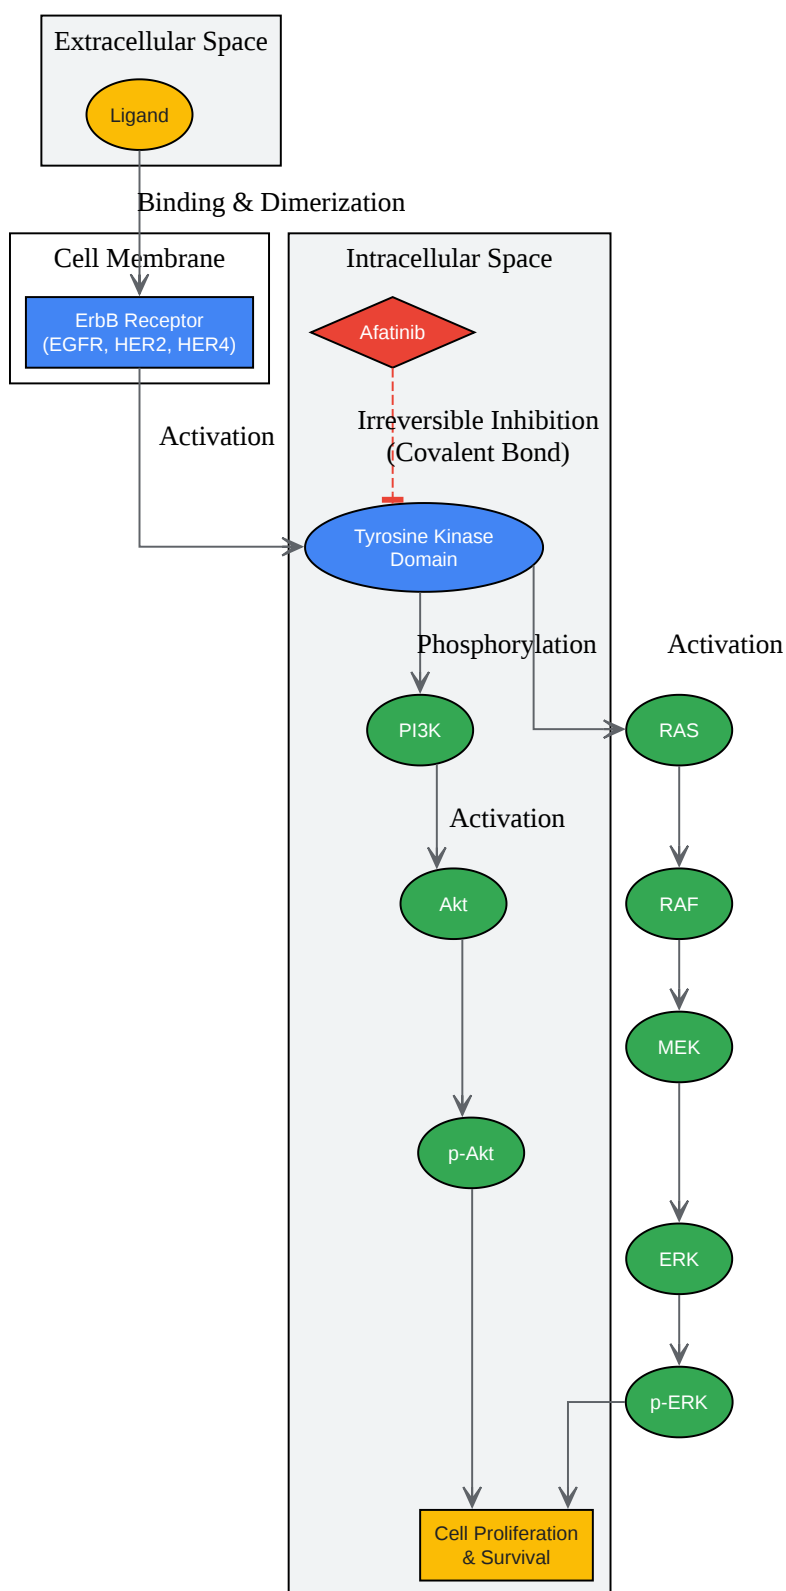 Extracellular Space
Ligand
Binding & Dimerization
Cell Membrane
ErbB Receptor
(EGFR, HER2, HER4)
Intracellular Space
Afatinib
Irreversible Inhibition
(Covalent Bond)
Activation
Tyrosine Kinase
Domain
Phosphorylation
Activation
PI3K
RAS
Activation
Akt
RAF
MEK
p-Akt
ERK
p-ERK
Cell Proliferation
& Survival